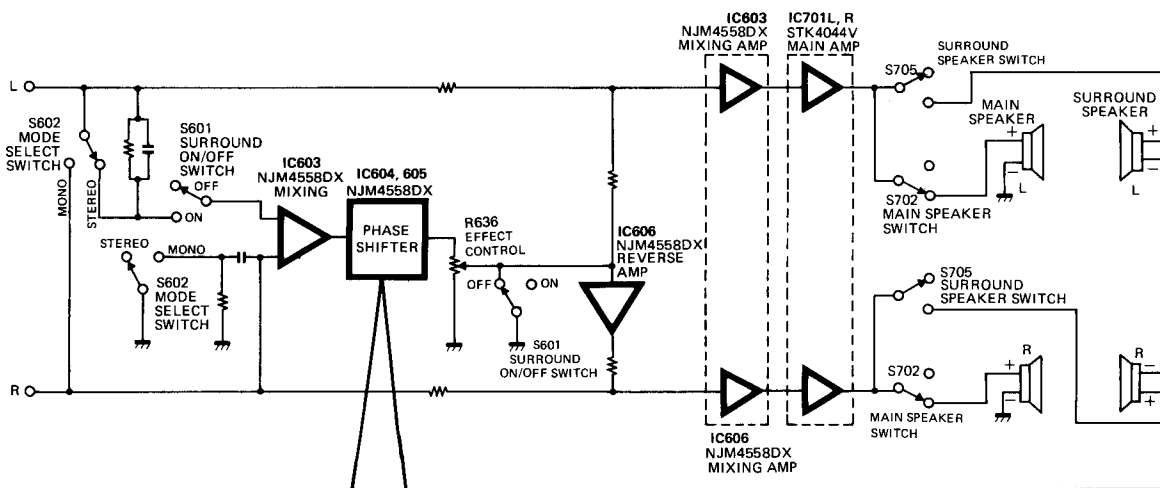 IC603
NJM4558DX
MIXING AMP
IC701L, R
STK4044V
MAIN AMP
L
S705
SURROUND
SPEAKER SWITCH
S602
MODE
SELECT
SWITCH
S601
SURROUND
ON/OFF
SWITCH
OFF
ON
MONO
STEREO
IC603
NJM4558DX
MIXING
IC604, 605
NJM4558DX
PHASE
SHIFTER
R636
EFFECT
CONTROL
MAIN
SPEAKER
+
−
L
SURROUND
SPEAKER
+
−
L
S702
MAIN SPEAKER
SWITCH
STEREO
MONO
S602
MODE
SELECT
SWITCH
OFF
ON
S601
SURROUND
ON/OFF SWITCH
IC606
NJM4558DX
REVERSE
AMP
S705
SURROUND
SPEAKER SWITCH
R
S702
MAIN SPEAKER
SWITCH
+
−
R
R
−
+
IC606
NJM4558DX
MIXING AMP